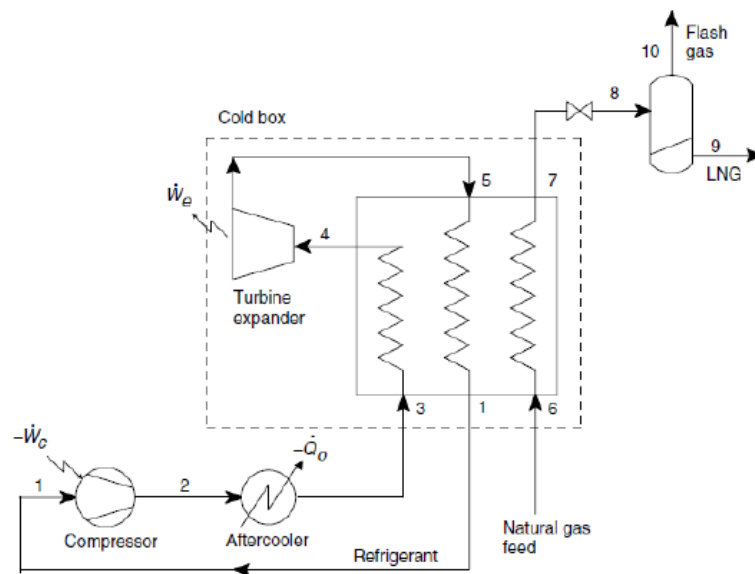 10
Flash
gas
8
Cold box
9
LNG
5
7
Ẇe
4
Turbine
expander
3
1
6
-Ẇc
-Q̇o
1
2
Compressor
Aftercooler
Natural gas
feed
Refrigerant